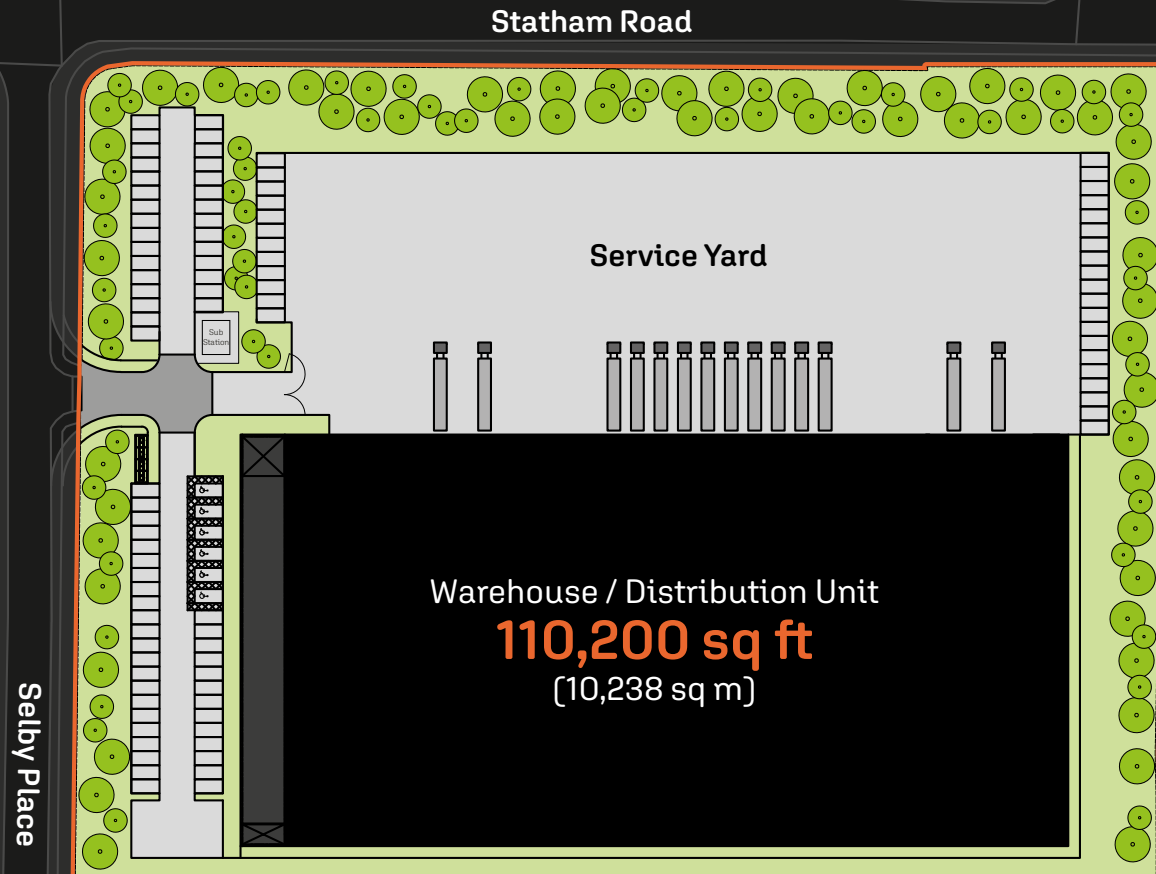 Statham Road
Service Yard
Sub
Station
Warehouse / Distribution Unit
110,200 sq ft
(10,238 sq m)
Selby Place